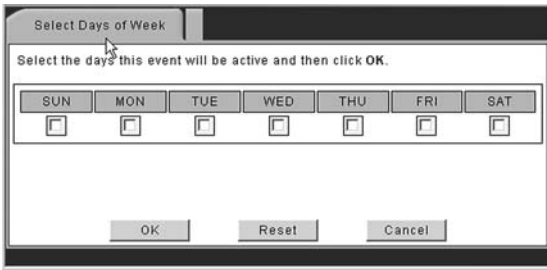 Select Days of Week
Select the days this event will be active and then click OK.
SUN MON TUE WED THU FRI SAT
OK Reset Cancel